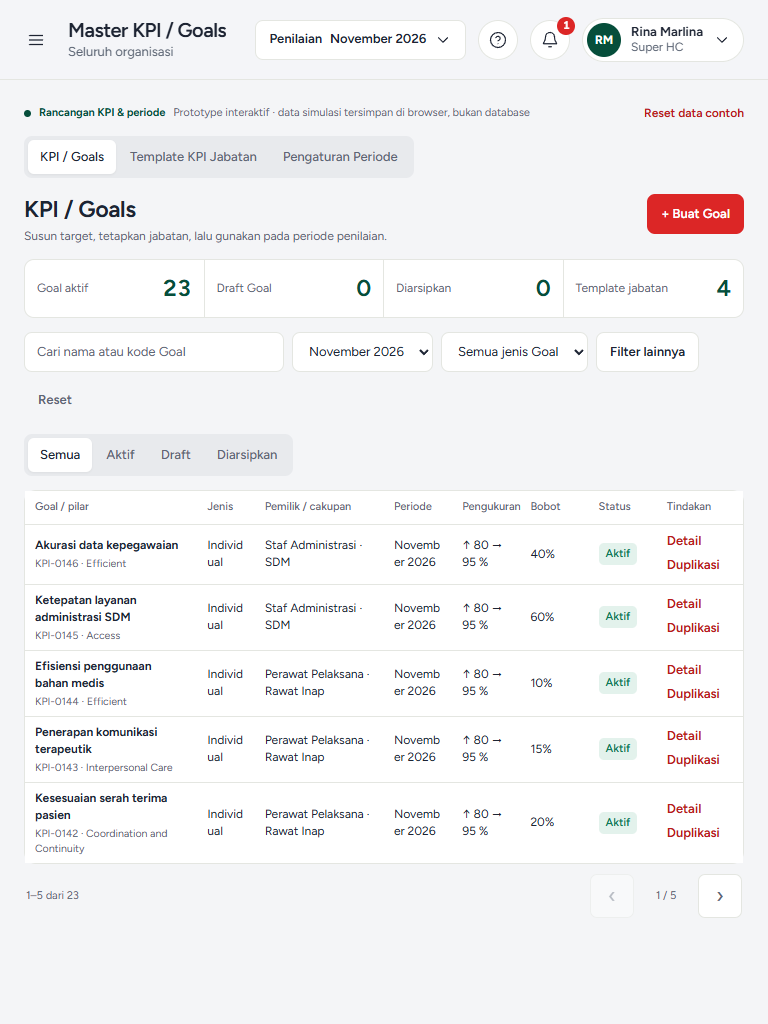 Master KPI / Goals
Seluruh organisasi
Penilaian November 2026
1
RM
Rina Marlina
Super HC
Rancangan KPI & periode Prototype interaktif · data simulasi tersimpan di browser, bukan database
Reset data contoh
KPI / Goals Template KPI Jabatan Pengaturan Periode
KPI / Goals
Susun target, tetapkan jabatan, lalu gunakan pada periode penilaian.
+ Buat Goal
Goal aktif 23 Draft Goal 0 Diarsipkan 0 Template jabatan 4
Cari nama atau kode Goal November 2026 Semua jenis Goal Filter lainnya
Reset
Semua Aktif Draft Diarsipkan
Goal / pilar Jenis Pemilik / cakupan Periode Pengukuran Bobot Status Tindakan
Akurasi data kepegawaian
KPI-0146 · Efficient
Individ
ual
Staf Administrasi ·
SDM
Novemb
er 2026
↑ 80 →
95 %
40%
Aktif
Detail
Duplikasi
Ketepatan layanan
administrasi SDM
KPI-0145 · Access
Individ
ual
Staf Administrasi ·
SDM
Novemb
er 2026
↑ 80 →
95 %
60%
Aktif
Detail
Duplikasi
Efisiensi penggunaan
bahan medis
KPI-0144 · Efficient
Individ
ual
Perawat Pelaksana ·
Rawat Inap
Novemb
er 2026
↑ 80 →
95 %
10%
Aktif
Detail
Duplikasi
Penerapan komunikasi
terapeutik
KPI-0143 · Interpersonal Care
Individ
ual
Perawat Pelaksana ·
Rawat Inap
Novemb
er 2026
↑ 80 →
95 %
15%
Aktif
Detail
Duplikasi
Kesesuaian serah terima
pasien
KPI-0142 · Coordination and
Continuity
Individ
ual
Perawat Pelaksana ·
Rawat Inap
Novemb
er 2026
↑ 80 →
95 %
20%
Aktif
Detail
Duplikasi
1–5 dari 23
‹ 1 / 5 ›